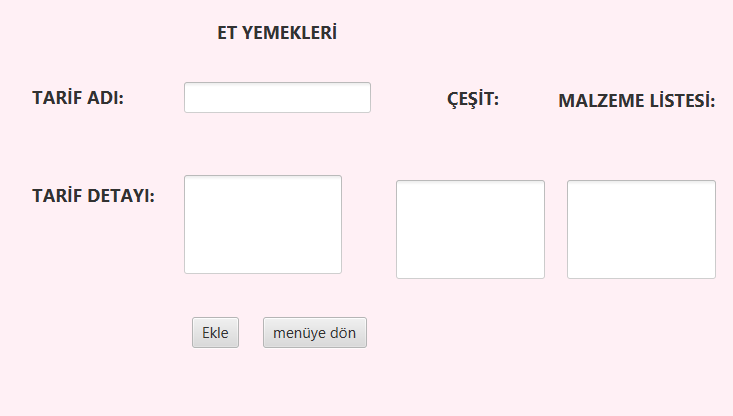 ET YEMEKLERİ
TARİF ADI:
ÇEŞİT:
MALZEME LİSTESİ:
TARİF DETAYI:
Ekle
menüye dön